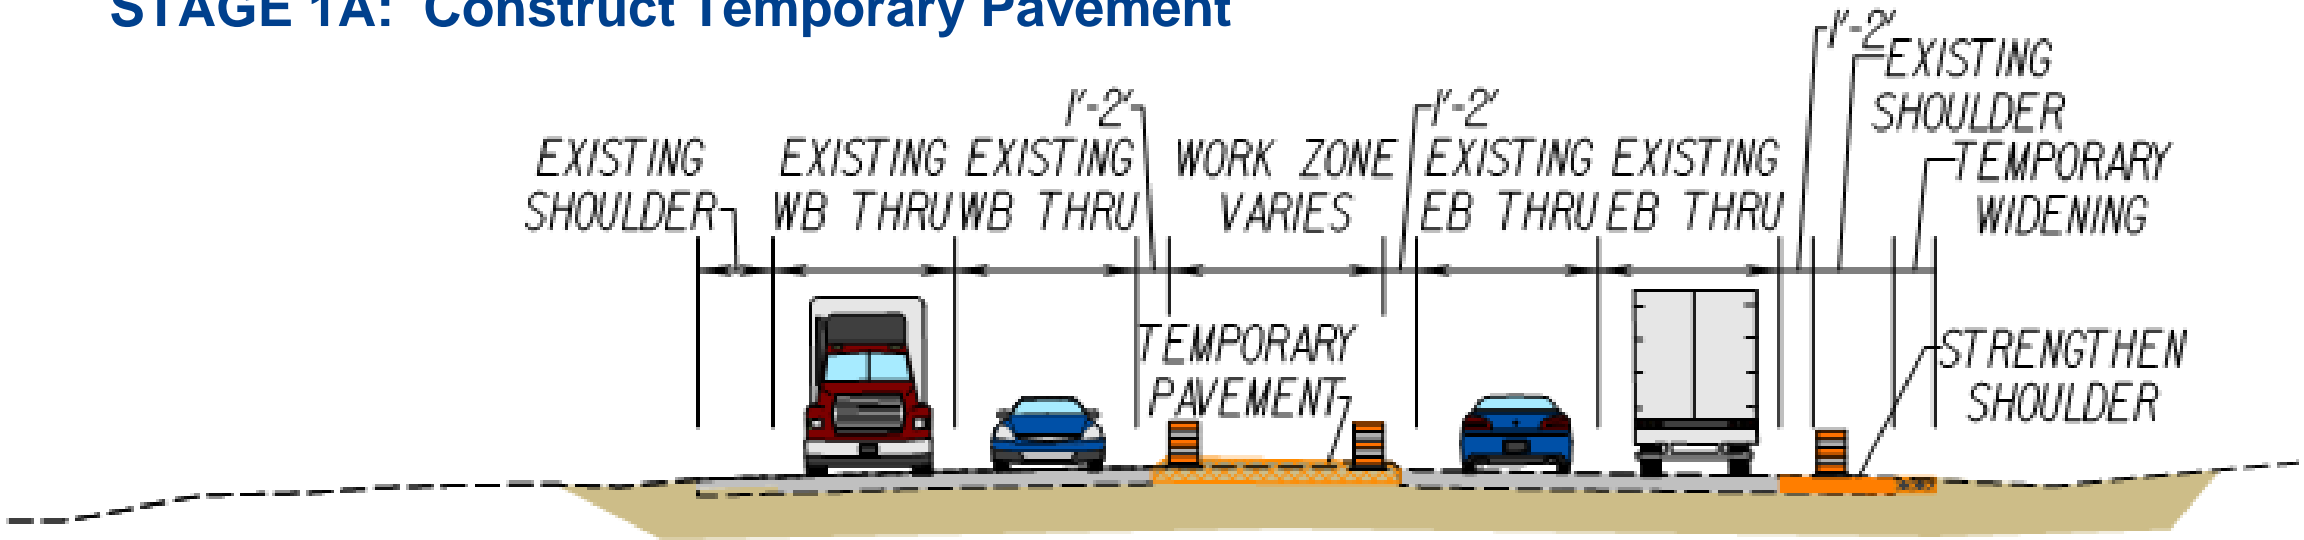 STAGE 1A: Construct Temporary Pavement
1'-2'
EXISTING
SHOULDER
1'-2'
1'-2'
EXISTING
SHOULDER
EXISTING
WB THRU
EXISTING
WB THRU
WORK ZONE
VARIES
EXISTING
EB THRU
EXISTING
EB THRU
TEMPORARY
WIDENING
TEMPORARY
PAVEMENT
STRENGTHEN
SHOULDER